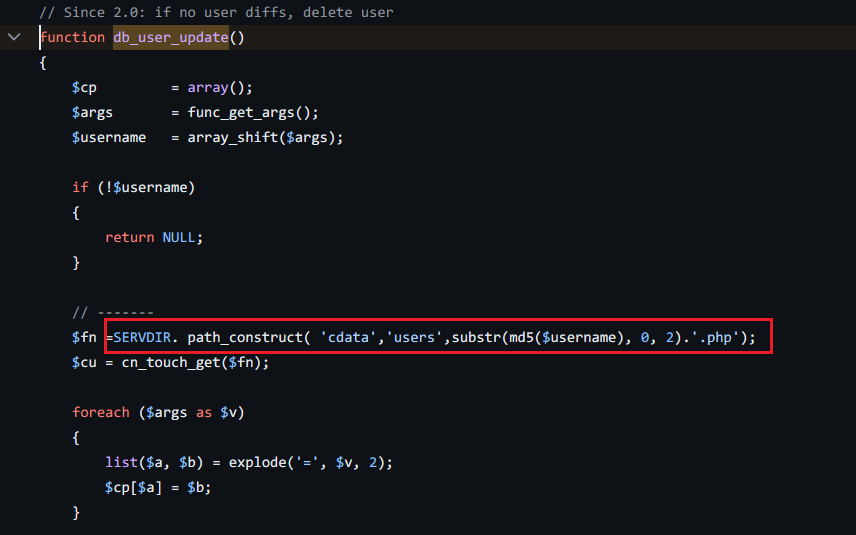 // Since 2.0: if no user diffs, delete user
function db_user_update()
{
    $cp         = array();
    $args       = func_get_args();
    $username   = array_shift($args);
    if (!$username)
    {
        return NULL;
    }
    // -------
    $fn =SERVDIR. path_construct( 'cdata','users',substr(md5($username), 0, 2).'.php');
    $cu = cn_touch_get($fn);
    foreach ($args as $v)
    {
        list($a, $b) = explode('=', $v, 2);
        $cp[$a] = $b;
    }